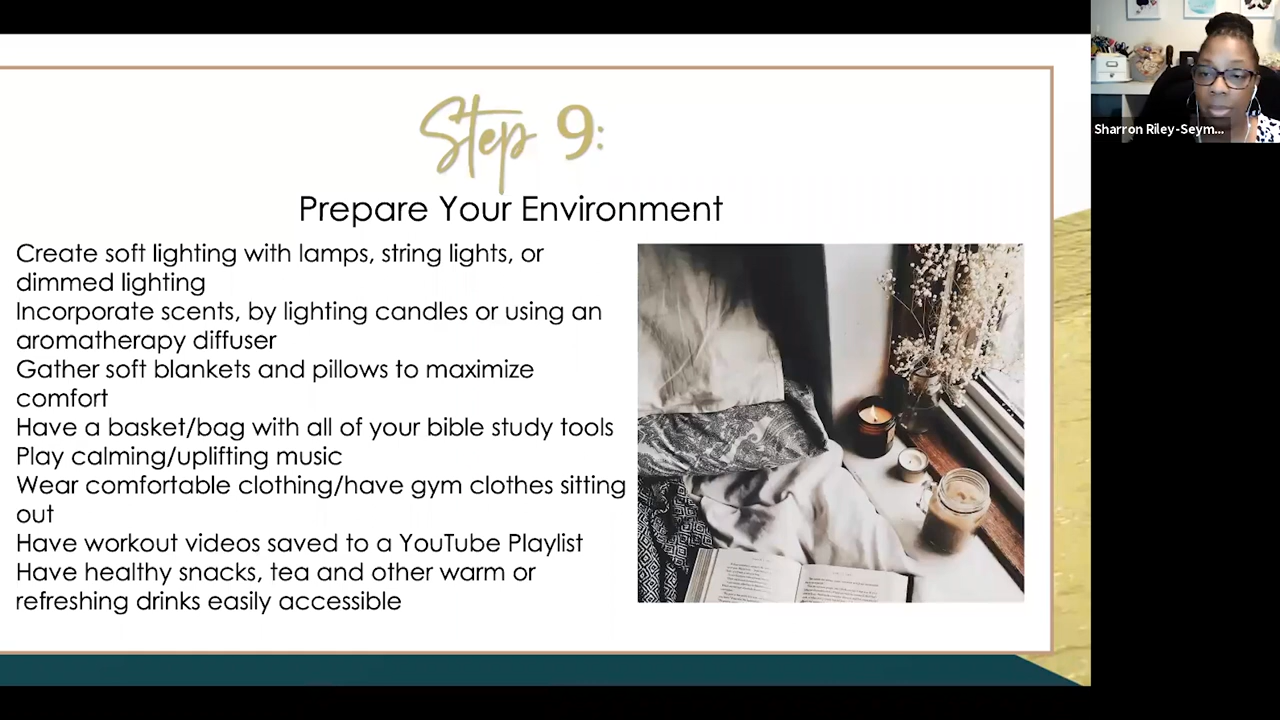 Step 9:
Prepare Your Environment
Create soft lighting with lamps, string lights, or
dimmed lighting
Incorporate scents, by lighting candles or using an
aromatherapy diffuser
Gather soft blankets and pillows to maximize
comfort
Have a basket/bag with all of your bible study tools
Play calming/uplifting music
Wear comfortable clothing/have gym clothes sitting
out
Have workout videos saved to a YouTube Playlist
Have healthy snacks, tea and other warm or
refreshing drinks easily accessible
Sharron Riley-Seym...